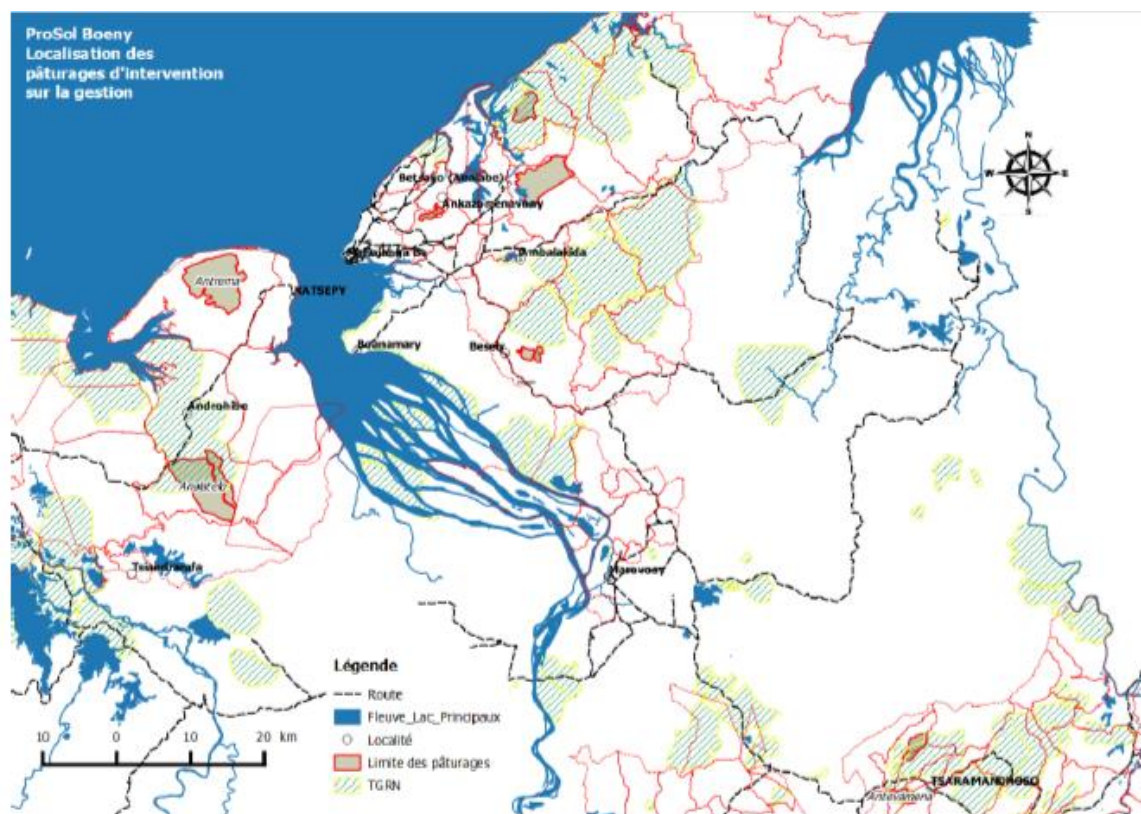 ProSol Boeny
Localisation des
pâturages d'intervention
sur la gestion
N
W
E
S
Ankazomenavony
Ambalakida
Antrema
KATSEPY
Boanamary
Besely
Androhibe
Marovoay
Légende
Route
Fleuve_Lac_Principaux
Localité
Limite des pâturages
TGRN
10 0 10 20 km
TSARAMANDROSO